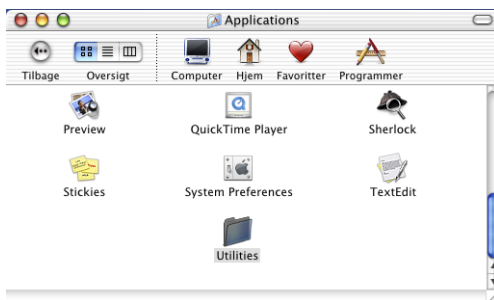 Applications
Tilbage Oversigt Computer Hjem Favoritter Programmer
Preview QuickTime Player Sherlock
Stickies System Preferences TextEdit
Utilities